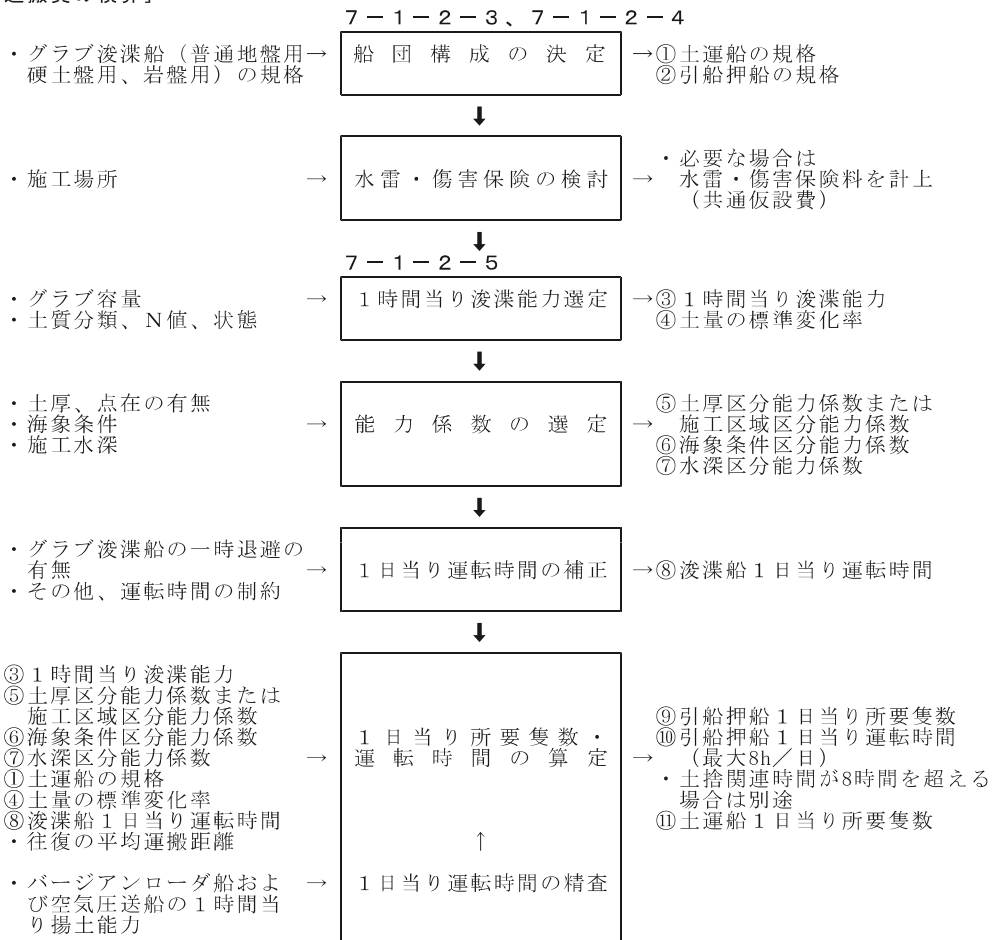 7－1－2－3、7－1－2－4
・グラブ浚渫船（普通地盤用→
硬土盤用、岩盤用）の規格
船団構成の決定
→①土運船の規格
②引船押船の規格
⬇
・施工場所
→
水雷・傷害保険の検討
→
・必要な場合は
水雷・傷害保険料を計上
（共通仮設費）
⬇
7－1－2－5
・グラブ容量
・土質分類、N値、状態
→
1時間当り浚渫能力選定
→③1時間当り浚渫能力
④土量の標準変化率
⬇
・土厚、点在の有無
・海象条件
・施工水深
→
能力係数の選定
→
⑤土厚区分能力係数または
施工区域区分能力係数
⑥海象条件区分能力係数
⑦水深区分能力係数
⬇
・グラブ浚渫船の一時退避の
有無
・その他、運転時間の制約
→
1日当り運転時間の補正
→⑧浚渫船1日当り運転時間
⬇
③1時間当り浚渫能力
⑤土厚区分能力係数または
施工区域区分能力係数
⑥海象条件区分能力係数
⑦水深区分能力係数
①土運船の規格
④土量の標準変化率
⑧浚渫船1日当り運転時間
・往復の平均運搬距離
→
1日当り所要隻数・
運転時間の算定
→
⑨引船押船1日当り所要隻数
⑩引船押船1日当り運転時間
（最大8h／日）
・土捨関連時間が8時間を超える
場合は別途
⑪土運船1日当り所要隻数
↑
・バージアンローダ船およ
び空気圧送船の1時間当
り揚土能力
→
1日当り運転時間の精査